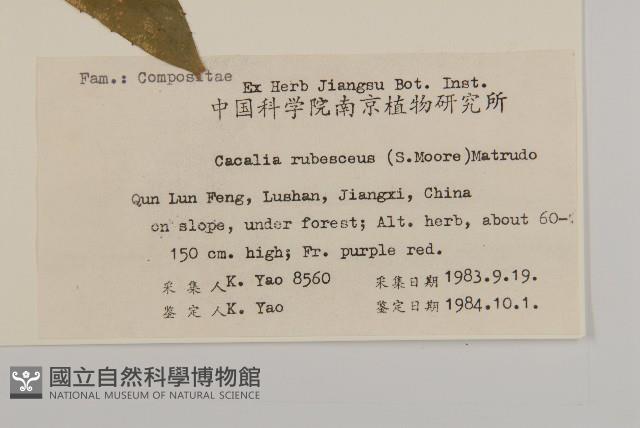 Fam.: Compositae
Ex Herb Jiangsu Bot. Inst.
中国科学院南京植物研究所
Cacalia rubesceus (S.Moore)Matrudo
Qun Lun Feng, Lushan, Jiangxi, China
on slope, under forest; Alt. herb, about 60-
150 cm. high; Fr. purple red.
采集人K. Yao 8560 采集日期1983.9.19.
鉴定人K. Yao 鉴定日期1984.10.1.
國立自然科學博物館
NATIONAL MUSEUM OF NATURAL SCIENCE